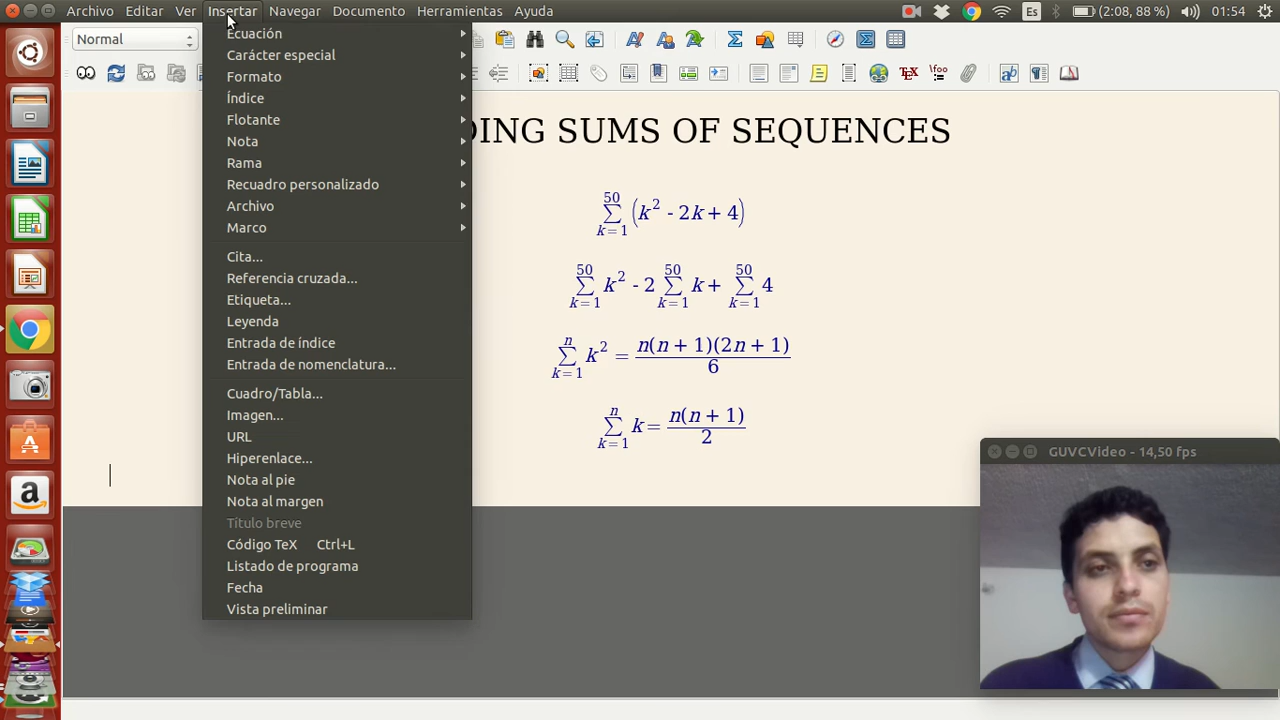 Archivo Editar Ver Insertar Navegar Documento Herramientas Ayuda
Es (2:08, 88 %) 01:54
Normal
TEX
\foo
ab
Ecuación
Carácter especial
Formato
Índice
Flotante
Nota
Rama
Recuadro personalizado
Archivo
Marco
Cita...
Referencia cruzada...
Etiqueta...
Leyenda
Entrada de índice
Entrada de nomenclatura...
Cuadro/Tabla...
Imagen...
URL
Hiperenlace...
Nota al pie
Nota al margen
Título breve
Código TeX Ctrl+L
Listado de programa
Fecha
Vista preliminar
DING SUMS OF SEQUENCES
∑_{k=1}^{50} (k² - 2k + 4)
∑_{k=1}^{50} k² - 2 ∑_{k=1}^{50} k + ∑_{k=1}^{50} 4
∑_{k=1}^{n} k² = n(n + 1)(2n + 1)/6
∑_{k=1}^{n} k = n(n + 1)/2
GUVCVideo - 14,50 fps